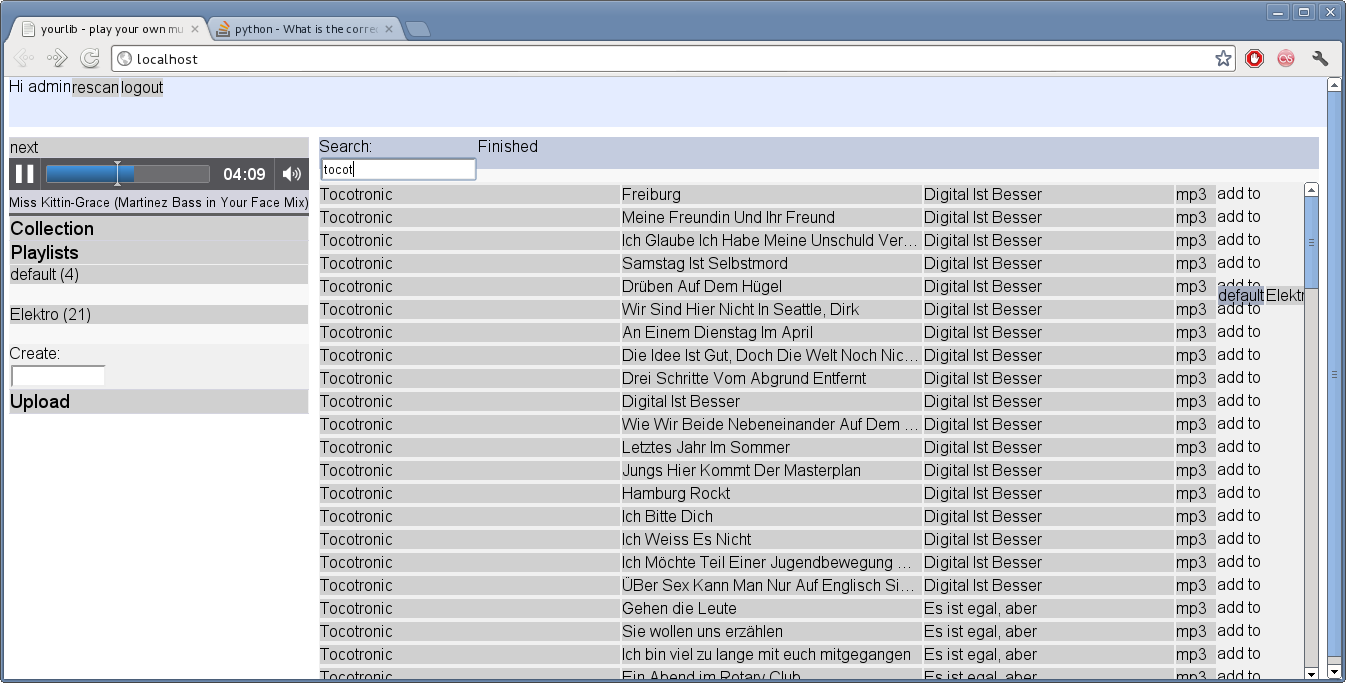 yourlib - play your own mu
python - What is the corre
localhost
Hi admin rescan logout
next
04:09
Miss Kittin-Grace (Martinez Bass in Your Face Mix)
Collection
Playlists
default (4)
Elektro (21)
Create:
Upload
Search: Finished
tocot
Tocotronic Freiburg Digital Ist Besser mp3 add to
Tocotronic Meine Freundin Und Ihr Freund Digital Ist Besser mp3 add to
Tocotronic Ich Glaube Ich Habe Meine Unschuld Ver... Digital Ist Besser mp3 add to
Tocotronic Samstag Ist Selbstmord Digital Ist Besser mp3 add to
Tocotronic Drüben Auf Dem Hügel Digital Ist Besser mp3 add to
default Elektr
Tocotronic Wir Sind Hier Nicht In Seattle, Dirk Digital Ist Besser mp3 add to
Tocotronic An Einem Dienstag Im April Digital Ist Besser mp3 add to
Tocotronic Die Idee Ist Gut, Doch Die Welt Noch Nic... Digital Ist Besser mp3 add to
Tocotronic Drei Schritte Vom Abgrund Entfernt Digital Ist Besser mp3 add to
Tocotronic Digital Ist Besser Digital Ist Besser mp3 add to
Tocotronic Wie Wir Beide Nebeneinander Auf Dem ... Digital Ist Besser mp3 add to
Tocotronic Letztes Jahr Im Sommer Digital Ist Besser mp3 add to
Tocotronic Jungs Hier Kommt Der Masterplan Digital Ist Besser mp3 add to
Tocotronic Hamburg Rockt Digital Ist Besser mp3 add to
Tocotronic Ich Bitte Dich Digital Ist Besser mp3 add to
Tocotronic Ich Weiss Es Nicht Digital Ist Besser mp3 add to
Tocotronic Ich Möchte Teil Einer Jugendbewegung ... Digital Ist Besser mp3 add to
Tocotronic ÜBer Sex Kann Man Nur Auf Englisch Si... Digital Ist Besser mp3 add to
Tocotronic Gehen die Leute Es ist egal, aber mp3 add to
Tocotronic Sie wollen uns erzählen Es ist egal, aber mp3 add to
Tocotronic Ich bin viel zu lange mit euch mitgegangen Es ist egal, aber mp3 add to
Tocotronic Ein Abend im Rotary Club Es ist egal, aber mp3 add to